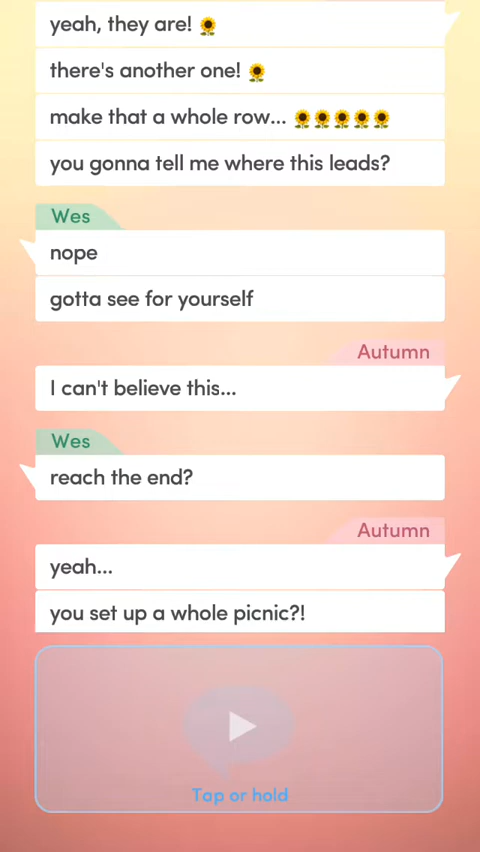 yeah, they are! 🌻
there's another one! 🌻
make that a whole row... 🌻🌻🌻🌻🌻
you gonna tell me where this leads?
Wes
nope
gotta see for yourself
Autumn
I can't believe this...
Wes
reach the end?
Autumn
yeah...
you set up a whole picnic?!
Tap or hold